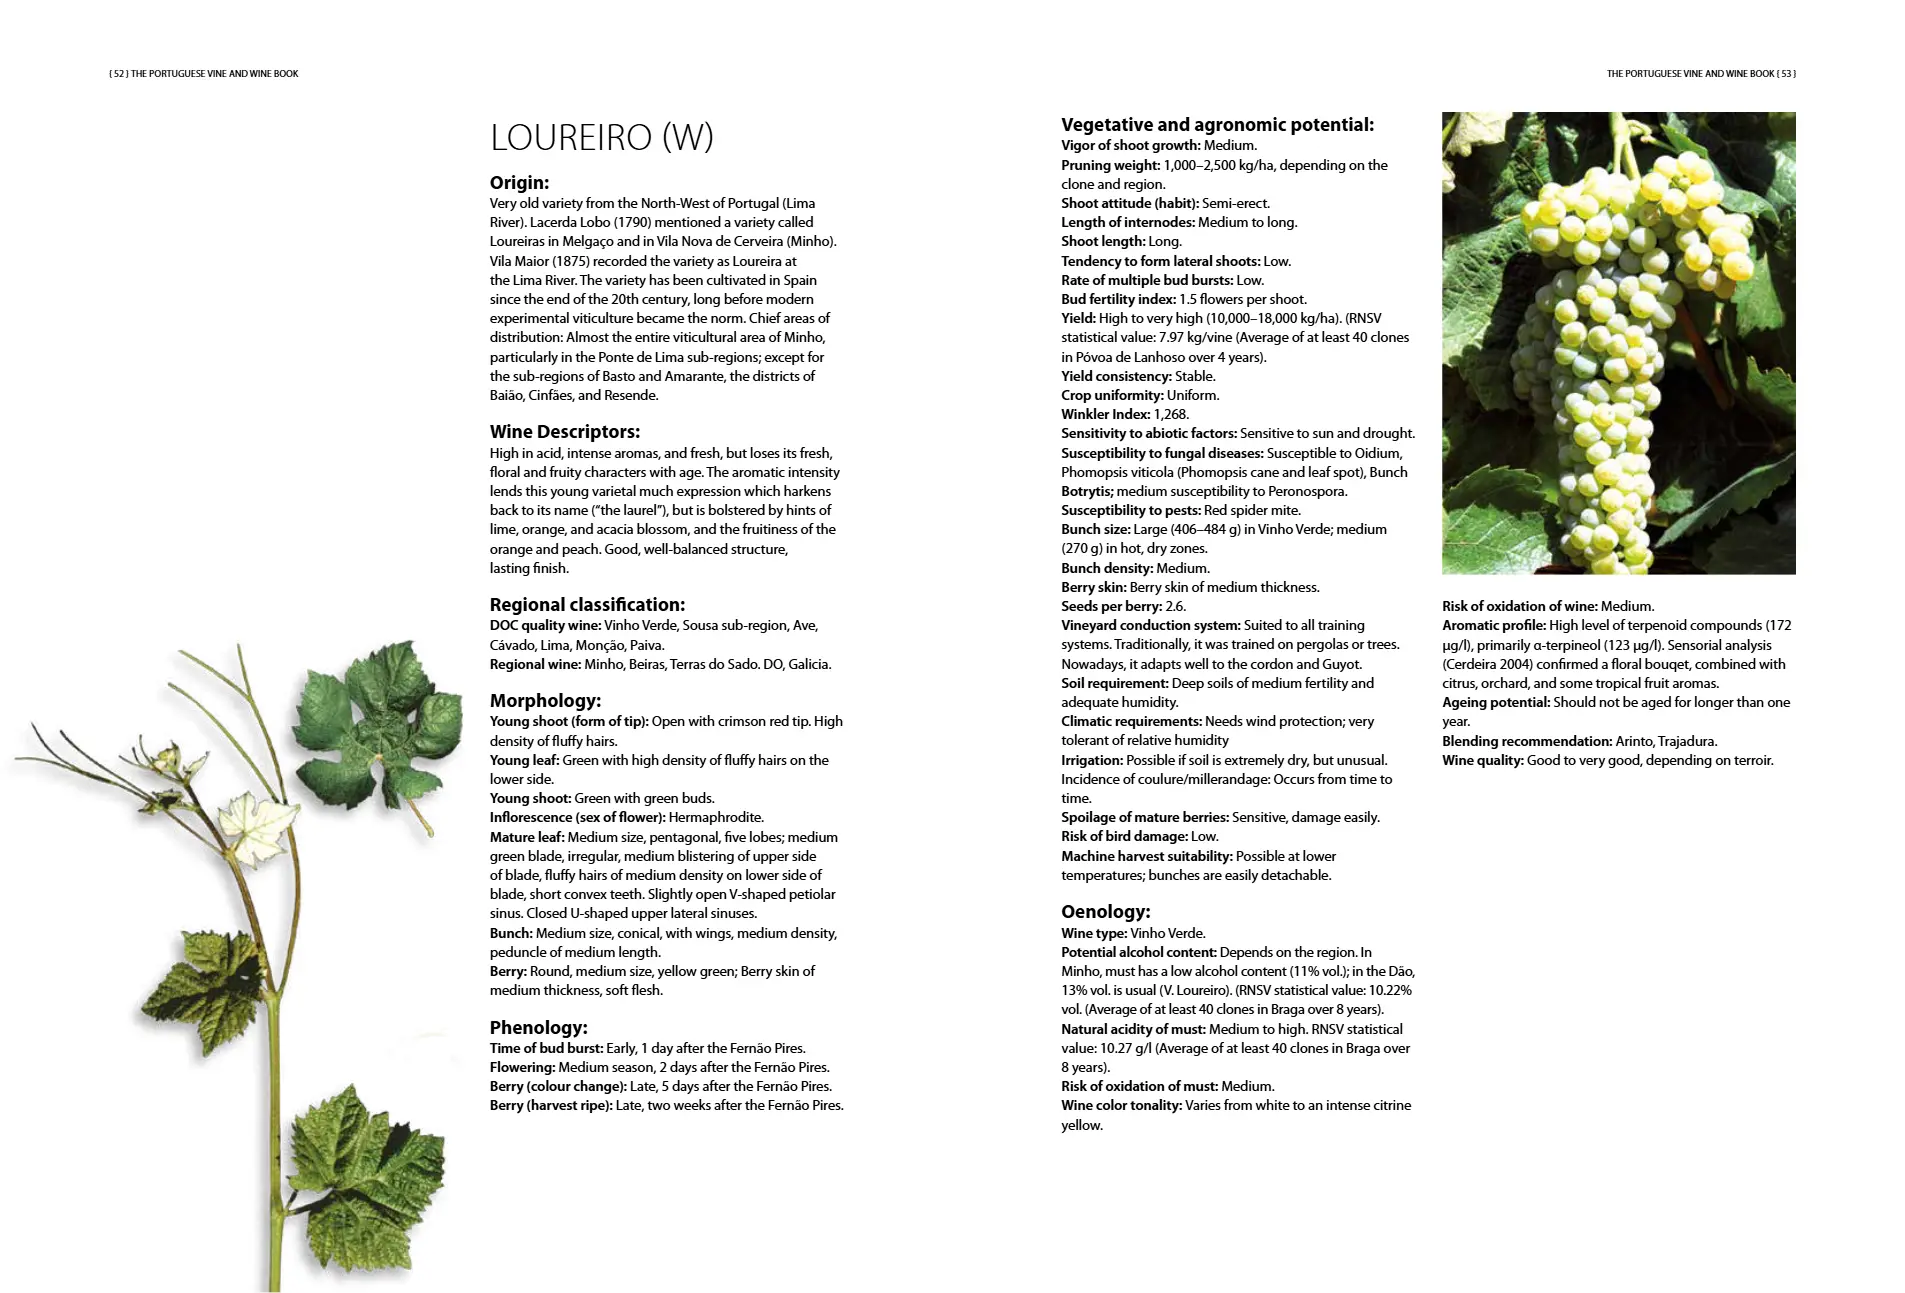 { 52 } THE PORTUGUESE VINE AND WINE BOOK
LOUREIRO (W)
Origin:
Very old variety from the North-West of Portugal (Lima
River). Lacerda Lobo (1790) mentioned a variety called
Loureiras in Melgaço and in Vila Nova de Cerveira (Minho).
Vila Maior (1875) recorded the variety as Loureira at
the Lima River. The variety has been cultivated in Spain
since the end of the 20th century, long before modern
experimental viticulture became the norm. Chief areas of
distribution: Almost the entire viticultural area of Minho,
particularly in the Ponte de Lima sub-regions; except for
the sub-regions of Basto and Amarante, the districts of
Baião, Cinfães, and Resende.
Wine Descriptors:
High in acid, intense aromas, and fresh, but loses its fresh,
floral and fruity characters with age. The aromatic intensity
lends this young varietal much expression which harkens
back to its name (“the laurel”), but is bolstered by hints of
lime, orange, and acacia blossom, and the fruitiness of the
orange and peach. Good, well-balanced structure,
lasting finish.
Regional classification:
DOC quality wine: Vinho Verde, Sousa sub-region, Ave,
Cávado, Lima, Monção, Paiva.
Regional wine: Minho, Beiras, Terras do Sado. DO, Galicia.
Morphology:
Young shoot (form of tip): Open with crimson red tip. High
density of fluffy hairs.
Young leaf: Green with high density of fluffy hairs on the
lower side.
Young shoot: Green with green buds.
Inflorescence (sex of flower): Hermaphrodite.
Mature leaf: Medium size, pentagonal, five lobes; medium
green blade, irregular, medium blistering of upper side
of blade, fluffy hairs of medium density on lower side of
blade, short convex teeth. Slightly open V-shaped petiolar
sinus. Closed U-shaped upper lateral sinuses.
Bunch: Medium size, conical, with wings, medium density,
peduncle of medium length.
Berry: Round, medium size, yellow green; Berry skin of
medium thickness, soft flesh.
Phenology:
Time of bud burst: Early, 1 day after the Fernão Pires.
Flowering: Medium season, 2 days after the Fernão Pires.
Berry (colour change): Late, 5 days after the Fernão Pires.
Berry (harvest ripe): Late, two weeks after the Fernão Pires.
THE PORTUGUESE VINE AND WINE BOOK { 53 }
Vegetative and agronomic potential:
Vigor of shoot growth: Medium.
Pruning weight: 1,000–2,500 kg/ha, depending on the
clone and region.
Shoot attitude (habit): Semi-erect.
Length of internodes: Medium to long.
Shoot length: Long.
Tendency to form lateral shoots: Low.
Rate of multiple bud bursts: Low.
Bud fertility index: 1.5 flowers per shoot.
Yield: High to very high (10,000–18,000 kg/ha). (RNSV
statistical value: 7.97 kg/vine (Average of at least 40 clones
in Póvoa de Lanhoso over 4 years).
Yield consistency: Stable.
Crop uniformity: Uniform.
Winkler Index: 1,268.
Sensitivity to abiotic factors: Sensitive to sun and drought.
Susceptibility to fungal diseases: Susceptible to Oidium,
Phomopsis viticola (Phomopsis cane and leaf spot), Bunch
Botrytis; medium susceptibility to Peronospora.
Susceptibility to pests: Red spider mite.
Bunch size: Large (406–484 g) in Vinho Verde; medium
(270 g) in hot, dry zones.
Bunch density: Medium.
Berry skin: Berry skin of medium thickness.
Seeds per berry: 2.6.
Vineyard conduction system: Suited to all training
systems. Traditionally, it was trained on pergolas or trees.
Nowadays, it adapts well to the cordon and Guyot.
Soil requirement: Deep soils of medium fertility and
adequate humidity.
Climatic requirements: Needs wind protection; very
tolerant of relative humidity
Irrigation: Possible if soil is extremely dry, but unusual.
Incidence of coulure/millerandage: Occurs from time to
time.
Spoilage of mature berries: Sensitive, damage easily.
Risk of bird damage: Low.
Machine harvest suitability: Possible at lower
temperatures; bunches are easily detachable.
Oenology:
Wine type: Vinho Verde.
Potential alcohol content: Depends on the region. In
Minho, must has a low alcohol content (11% vol.); in the Dão,
13% vol. is usual (V. Loureiro). (RNSV statistical value: 10.22%
vol. (Average of at least 40 clones in Braga over 8 years).
Natural acidity of must: Medium to high. RNSV statistical
value: 10.27 g/l (Average of at least 40 clones in Braga over
8 years).
Risk of oxidation of must: Medium.
Wine color tonality: Varies from white to an intense citrine
yellow.
Risk of oxidation of wine: Medium.
Aromatic profile: High level of terpenoid compounds (172
μg/l), primarily α-terpineol (123 μg/l). Sensorial analysis
(Cerdeira 2004) confirmed a floral bouqet, combined with
citrus, orchard, and some tropical fruit aromas.
Ageing potential: Should not be aged for longer than one
year.
Blending recommendation: Arinto, Trajadura.
Wine quality: Good to very good, depending on terroir.